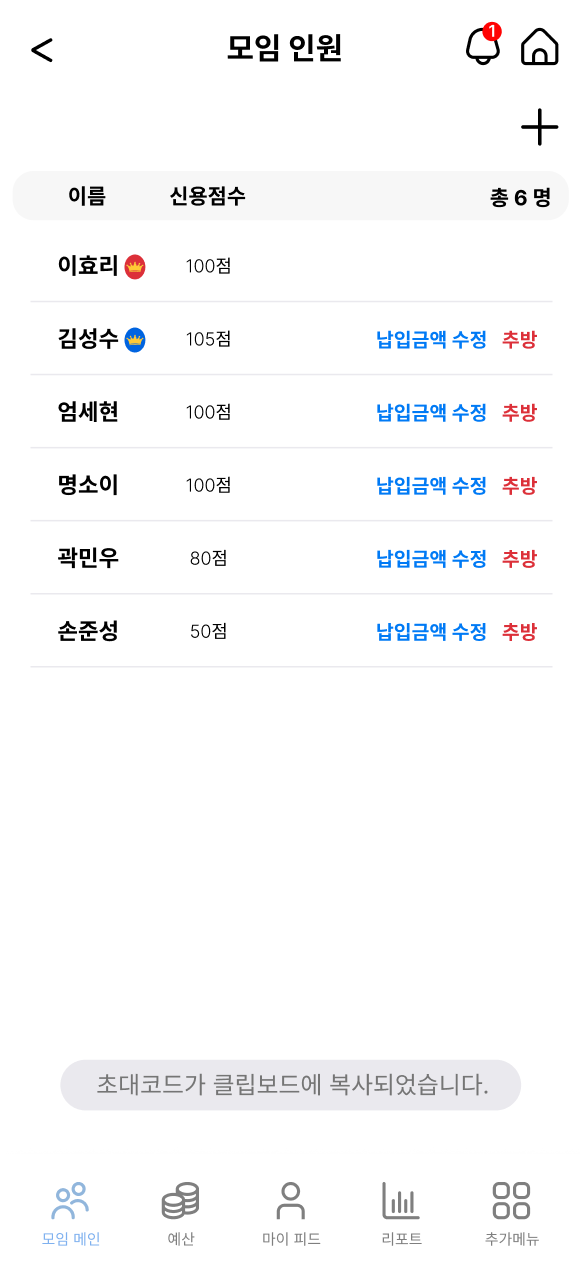 < 모임 인원 1
이름 신용점수 총 6 명
이효리 100점
김성수 105점 납입금액 수정 추방
엄세현 100점 납입금액 수정 추방
명소이 100점 납입금액 수정 추방
곽민우 80점 납입금액 수정 추방
손준성 50점 납입금액 수정 추방
초대코드가 클립보드에 복사되었습니다.
모임 메인 예산 마이 피드 리포트 추가메뉴